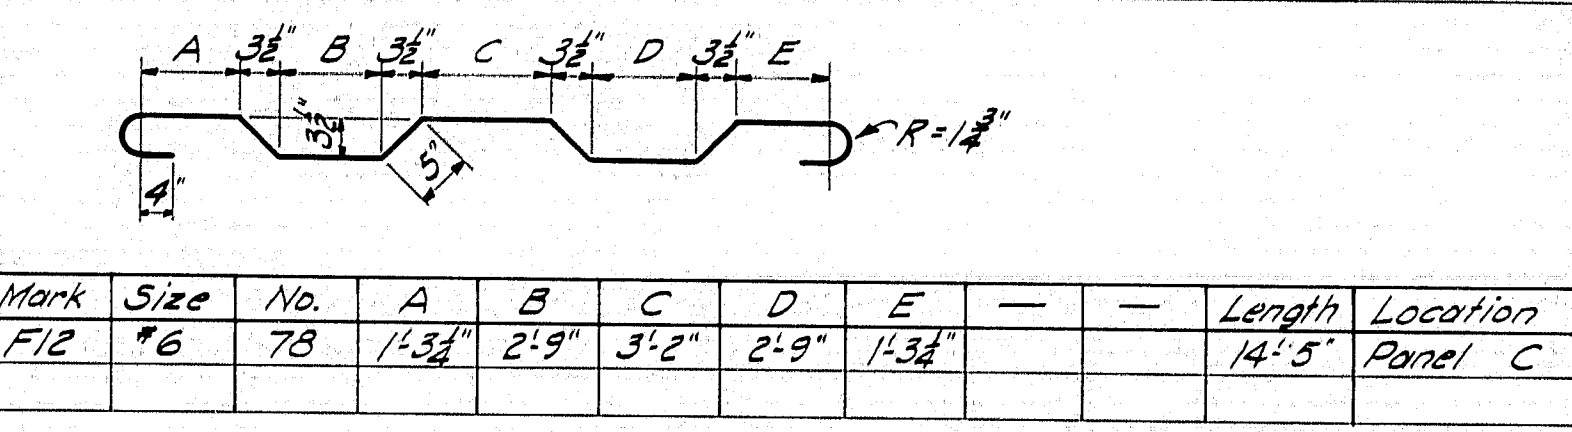 A 3½" B 3½" C 3½" D 3½" E
3½"
R=1¾"
5"
4"
Mark Size No. A B C D E — — Length Location
F12 #6 78 1'-3¼" 2'-9" 3'-2" 2'-9" 1'-3¼" 14'-5" Panel C